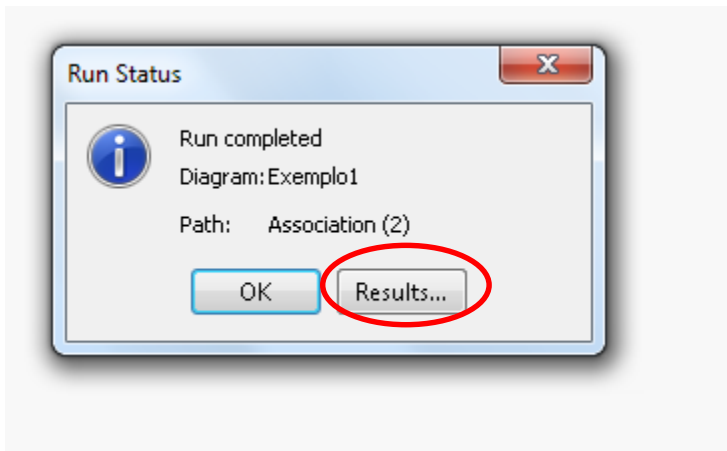 Run Status
Run completed
Diagram: Exemplo1
Path: Association (2)
OK Results...